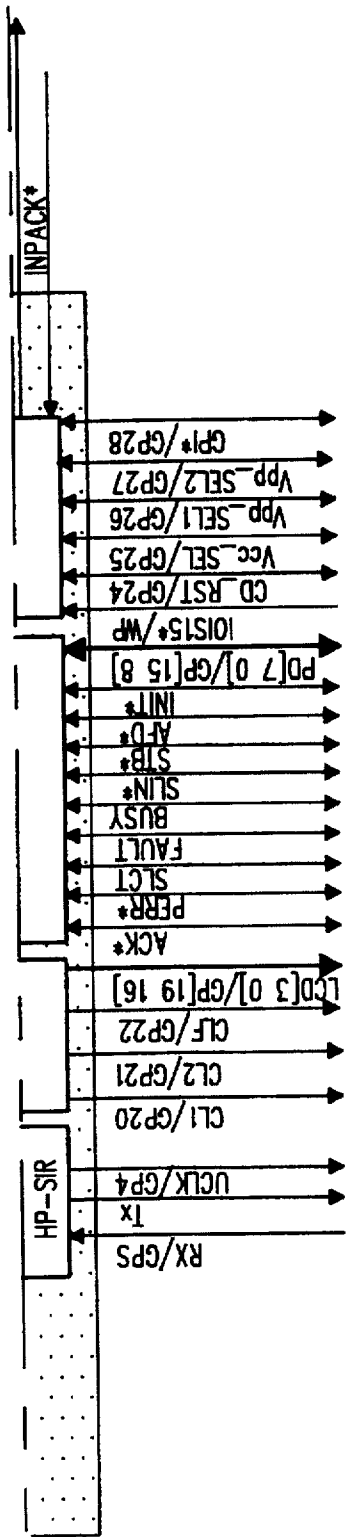 INPACK*
GPI*/GP28
Vpp_SEL2/GP27
Vpp_SEL1/GP26
Vcc_SEL/GP25
CD_RST/GP24
IOIS15*/WP
PD[7 0]/GP[15 8]
INIT*
AFD*
STB*
SLIN*
BUSY
FAULT
SLCT
PERR*
ACK*
LCD[3 0]/GP[19 16]
CLF/GP22
CL2/GP21
CL1/GP20
HP-SIR
UCLK/GP4
Tx
RX/GPS